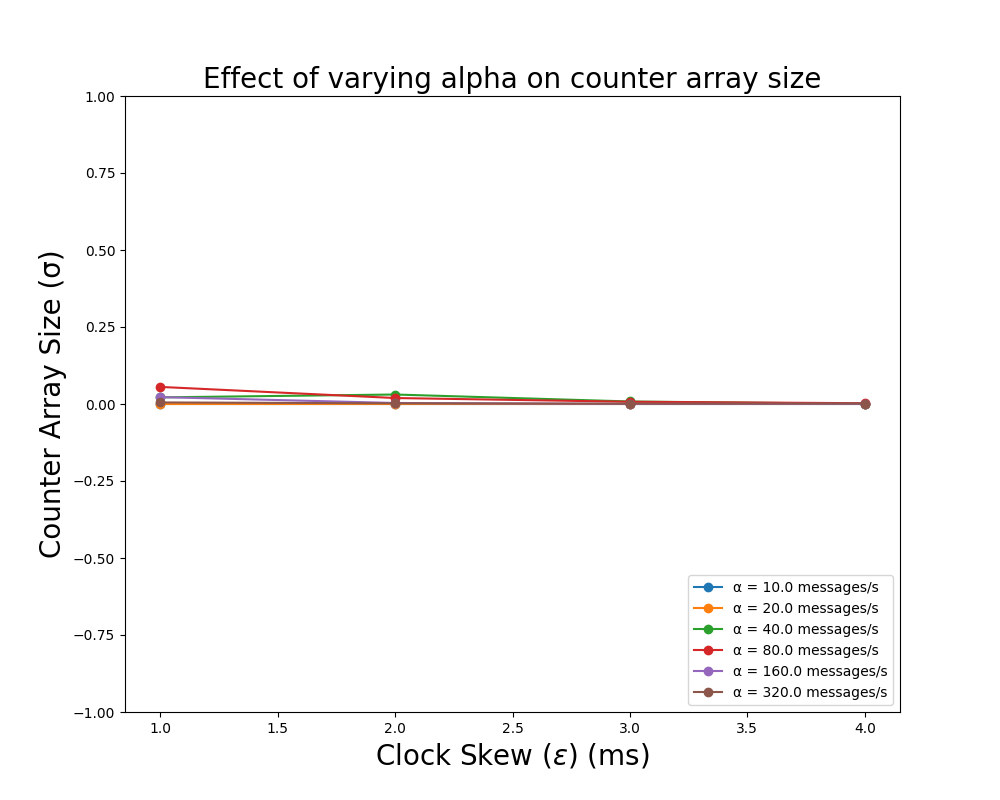 Effect of varying alpha on counter array size
1.00
0.75
0.50
0.25
0.00
−0.25
−0.50
−0.75
−1.00
Counter Array Size (σ)
1.0 1.5 2.0 2.5 3.0 3.5 4.0
Clock Skew (ε) (ms)
α = 10.0 messages/s
α = 20.0 messages/s
α = 40.0 messages/s
α = 80.0 messages/s
α = 160.0 messages/s
α = 320.0 messages/s